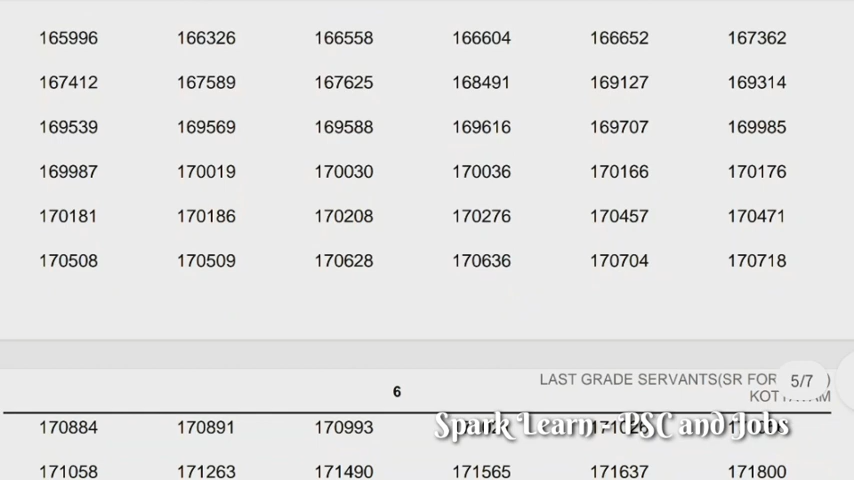 165996 166326 166558 166604 166652 167362
167412 167589 167625 168491 169127 169314
169539 169569 169588 169616 169707 169985
169987 170019 170030 170036 170166 170176
170181 170186 170208 170276 170457 170471
170508 170509 170628 170636 170704 170718
LAST GRADE SERVANTS(SR FOR
5/7
6
170884 170891 170993
Spark Learn - PSC and Jobs
171058 171263 171490 171565 171637 171800